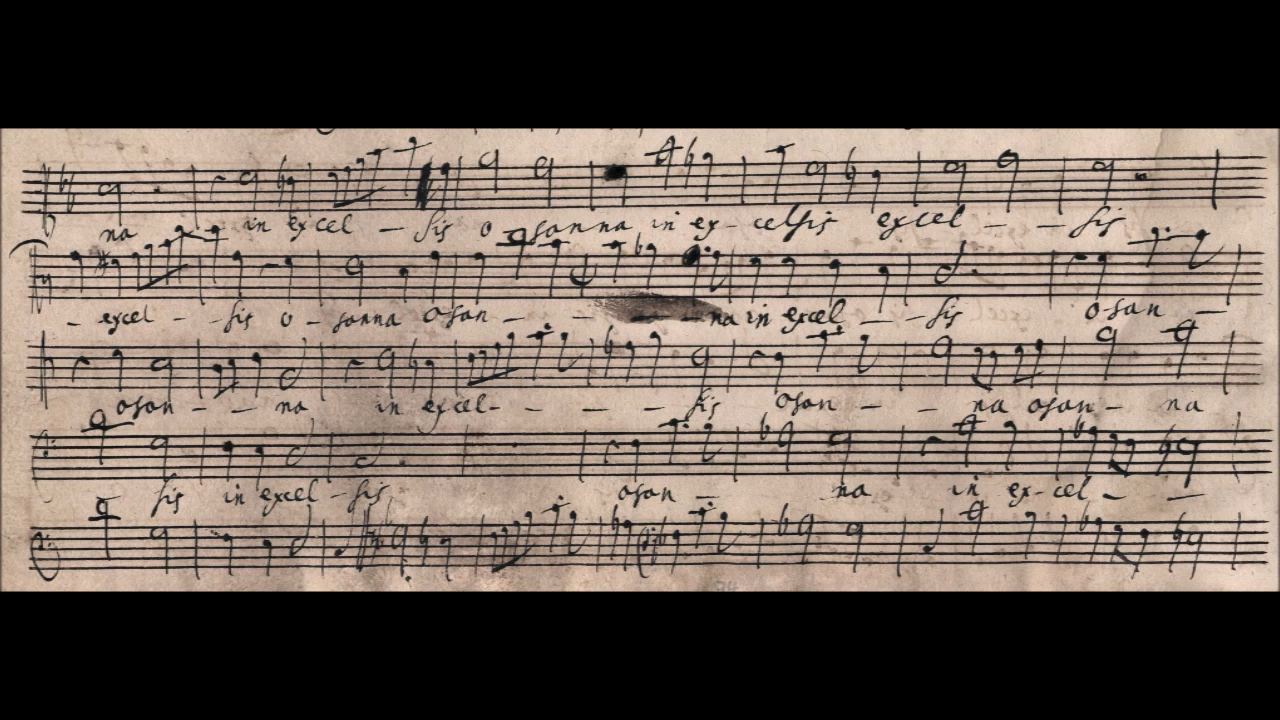 na in excel - sis o - sanna in ex - celsis excel - - sis
- excel - - sis o - sanna osan - - - - - na in excel - - sis osan -
osan - - na in excel - - - - sis osan - - na osan - na
sis in excel - sis osan - na in ex - cel - -